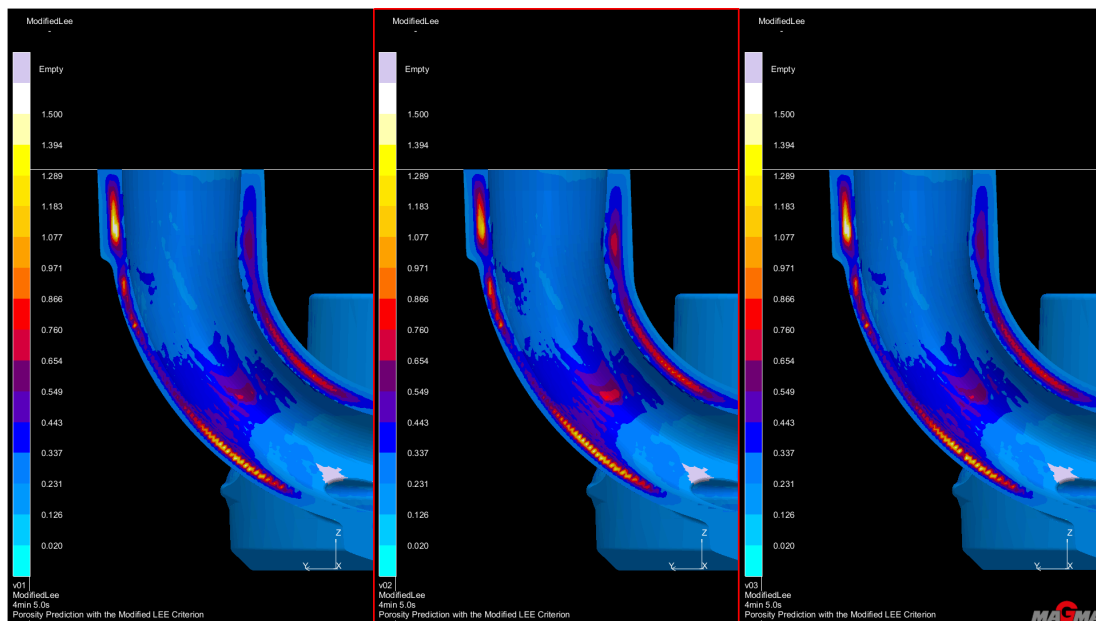 ModifiedLee
-
Empty
1.500
1.394
1.289
1.183
1.077
0.971
0.866
0.760
0.654
0.549
0.443
0.337
0.231
0.126
0.020
Z
Y
X
v01
ModifiedLee
4min 5.0s
Porosity Prediction with the Modified LEE Criterion
ModifiedLee
-
Empty
1.500
1.394
1.289
1.183
1.077
0.971
0.866
0.760
0.654
0.549
0.443
0.337
0.231
0.126
0.020
Z
Y
X
v02
ModifiedLee
4min 5.0s
Porosity Prediction with the Modified LEE Criterion
ModifiedLee
-
Empty
1.500
1.394
1.289
1.183
1.077
0.971
0.866
0.760
0.654
0.549
0.443
0.337
0.231
0.126
0.020
Z
Y
X
v03
ModifiedLee
4min 5.0s
Porosity Prediction with the Modified LEE Criterion
MAGMA